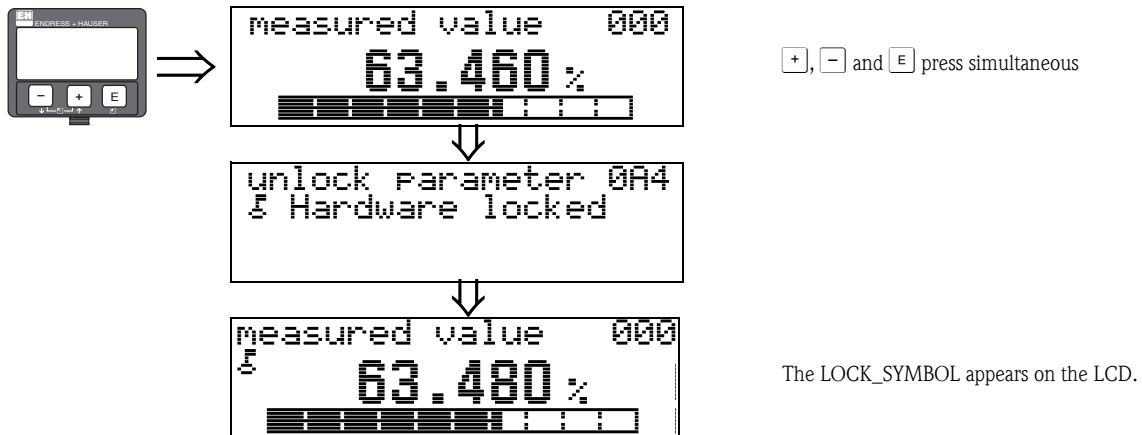 EH
ENDRESS + HAUSER
- + E
measured value 000
63.460 %
+, - and E press simultaneous
unlock parameter 0A4
Hardware locked
measured value 000
63.480 %
The LOCK_SYMBOL appears on the LCD.